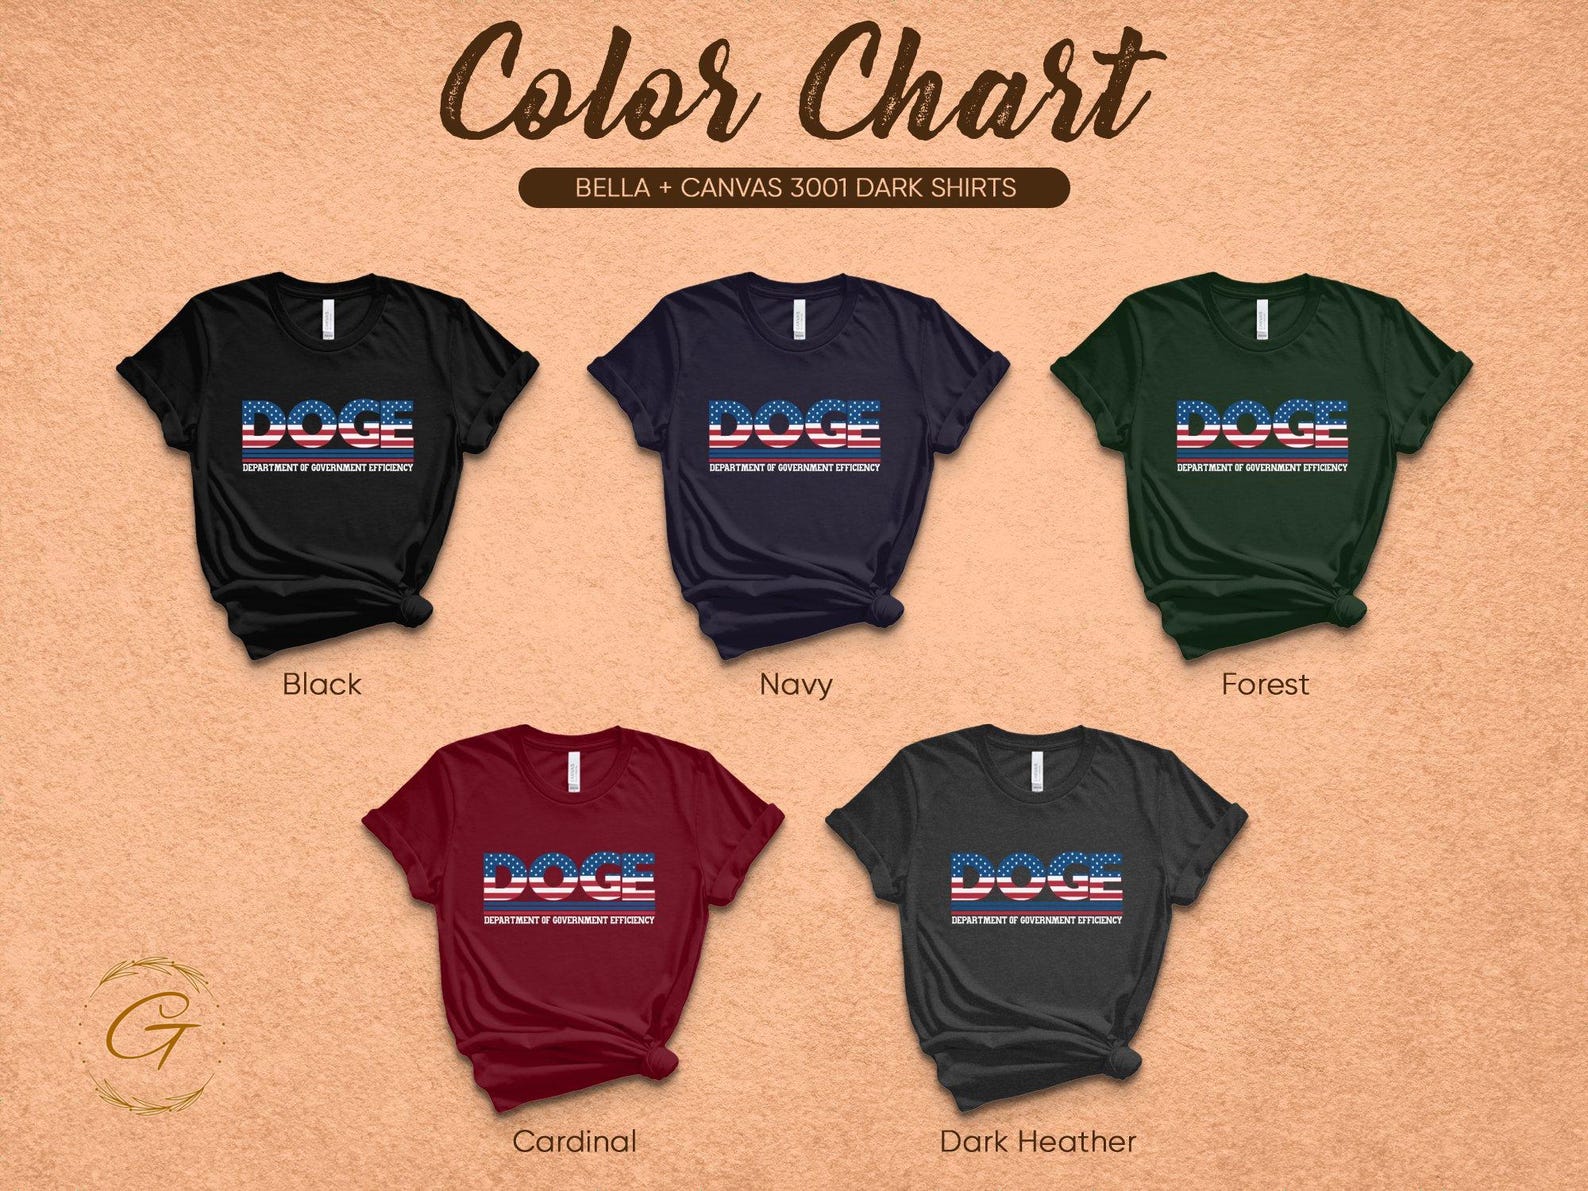 Color Chart
BELLA + CANVAS 3001 DARK SHIRTS
DOGE
DEPARTMENT OF GOVERNMENT EFFICIENCY
Black
DOGE
DEPARTMENT OF GOVERNMENT EFFICIENCY
Navy
DOGE
DEPARTMENT OF GOVERNMENT EFFICIENCY
Forest
DOGE
DEPARTMENT OF GOVERNMENT EFFICIENCY
Cardinal
DOGE
DEPARTMENT OF GOVERNMENT EFFICIENCY
Dark Heather
G